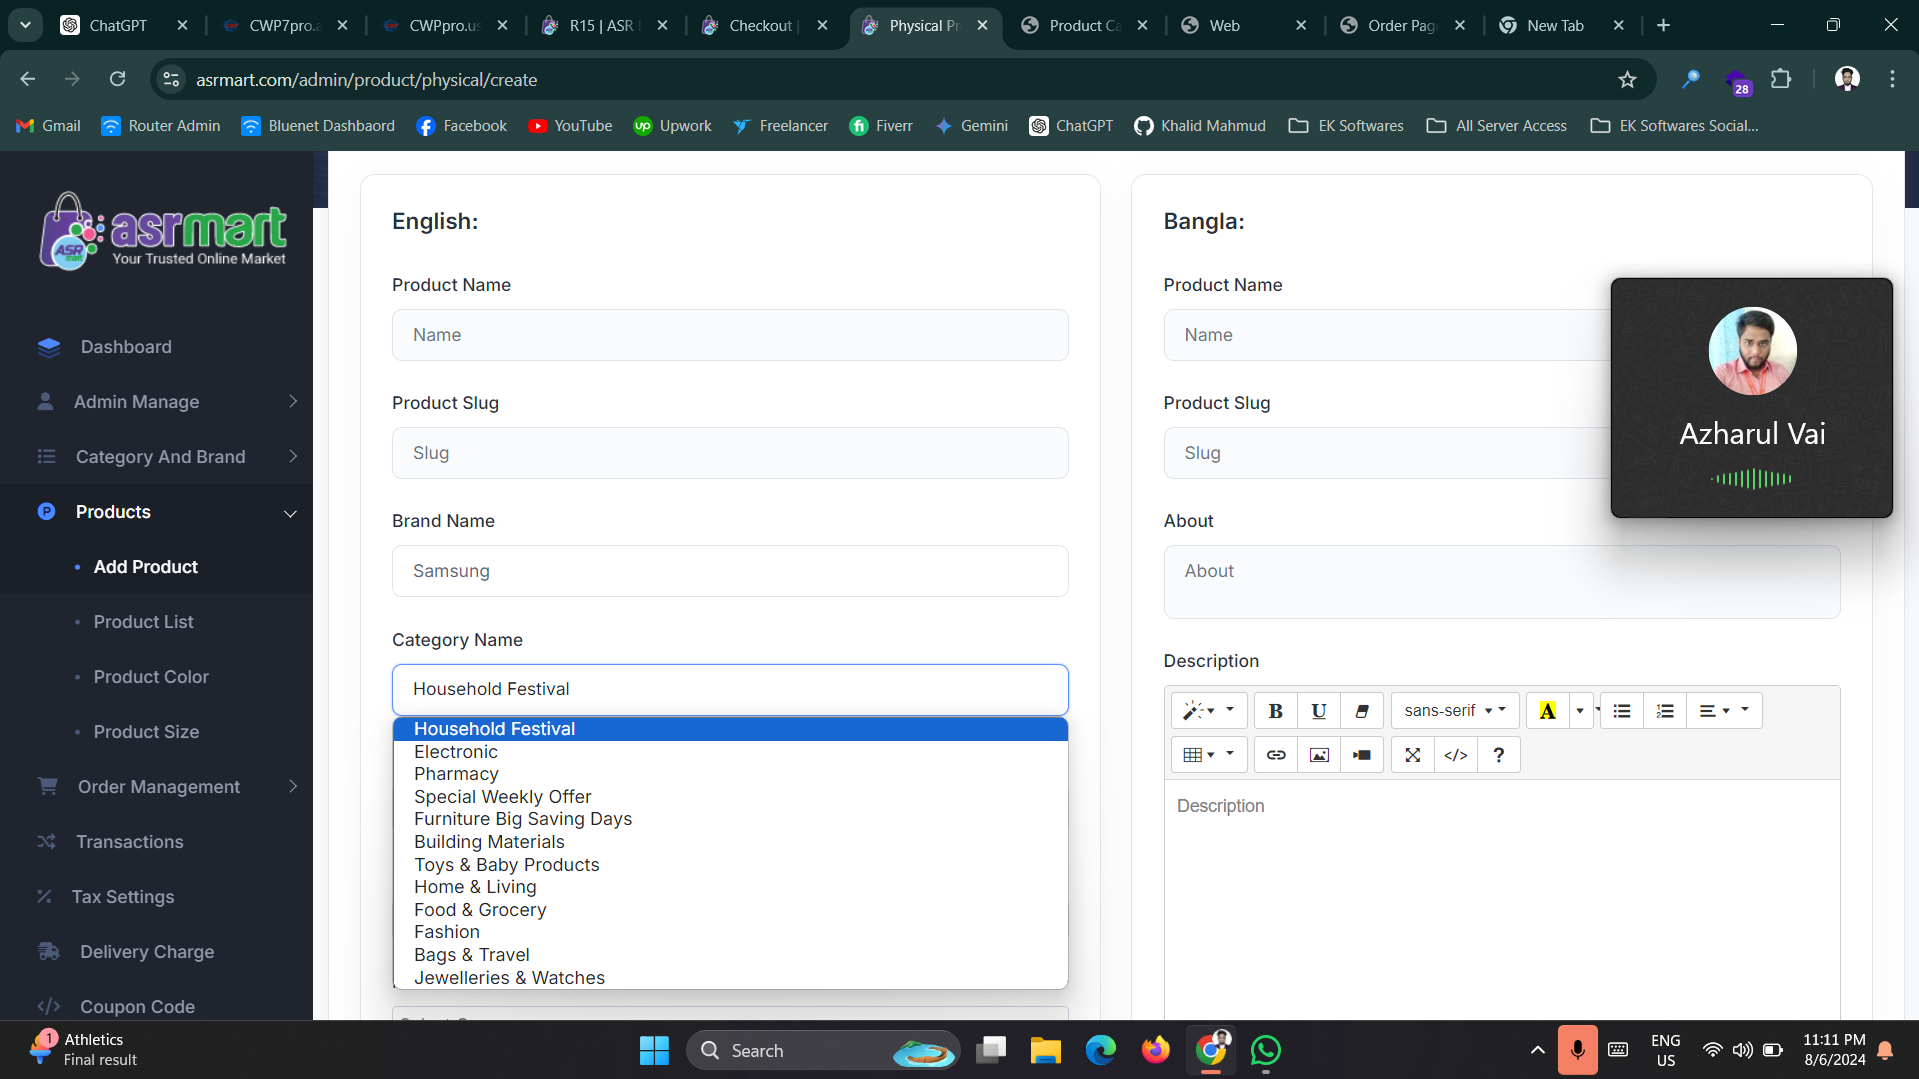 ChatGPT
CWP7pro.a
CWPpro.us
R15 | ASR
Checkout
Physical Pr
Product Ca
Web
Order Pag
New Tab
asrmart.com/admin/product/physical/create
28
Gmail
Router Admin
Bluenet Dashbaord
Facebook
YouTube
Upwork
Freelancer
Fiverr
Gemini
ChatGPT
Khalid Mahmud
EK Softwares
All Server Access
EK Softwares Social...
ASR
mart
asrmart
Your Trusted Online Market
Dashboard
Admin Manage
Category And Brand
Products
Add Product
Product List
Product Color
Product Size
Order Management
Transactions
Tax Settings
Delivery Charge
Coupon Code
English:
Product Name
Name
Product Slug
Slug
Brand Name
Samsung
Category Name
Household Festival
Household Festival
Electronic
Pharmacy
Special Weekly Offer
Furniture Big Saving Days
Building Materials
Toys & Baby Products
Home & Living
Food & Grocery
Fashion
Bags & Travel
Jewelleries & Watches
Bangla:
Product Name
Name
Product Slug
Slug
About
About
Description
B U sans-serif A
</> ?
Description
Azharul Vai
1
Athletics
Final result
Search
ENG
US
11:11 PM
8/6/2024